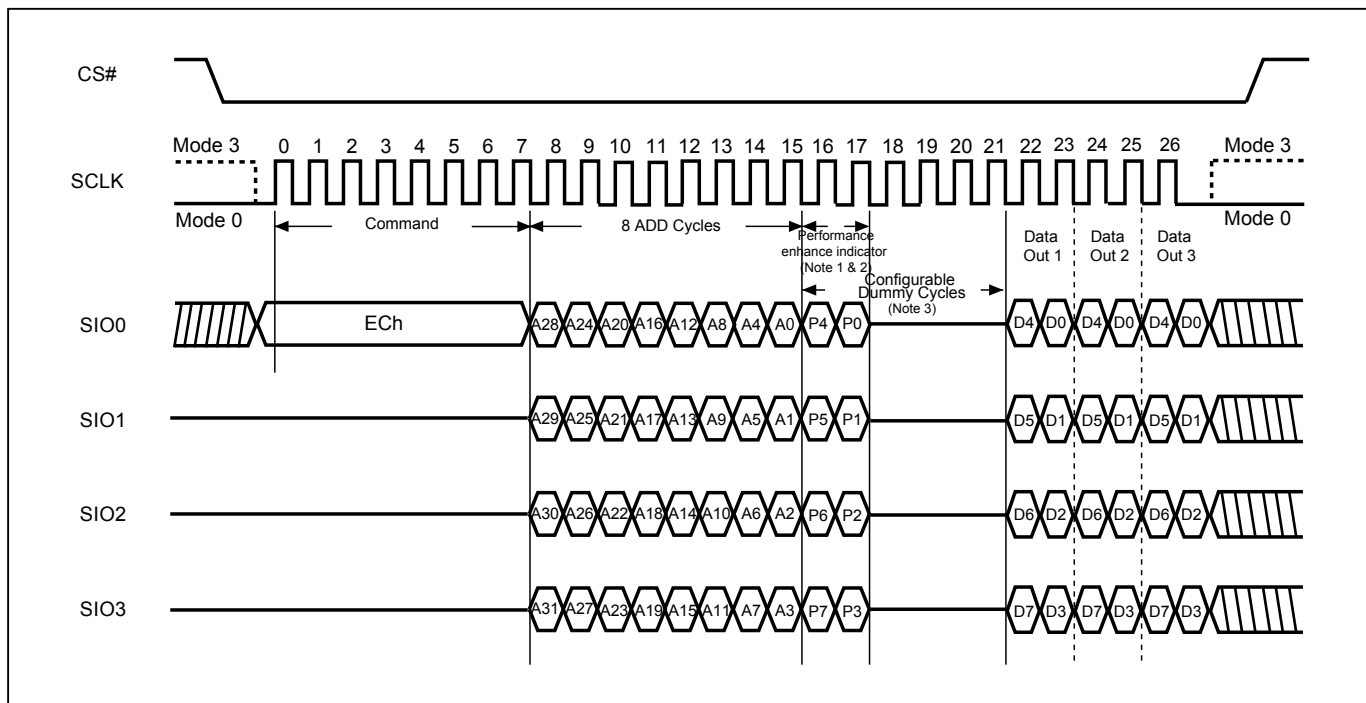 CS#
Mode 3 0 1 2 3 4 5 6 7 8 9 10 11 12 13 14 15 16 17 18 19 20 21 22 23 24 25 26 Mode 3
SCLK
Mode 0 Mode 0
Command 8 ADD Cycles
Performance
enhance indicator
(Note 1 & 2)
Configurable
Dummy Cycles
(Note 3)
Data
Out 1
Data
Out 2
Data
Out 3
SIO0 ECh A28 A24 A20 A16 A12 A8 A4 A0 P4 P0 D4 D0 D4 D0 D4 D0
SIO1 A29 A25 A21 A17 A13 A9 A5 A1 P5 P1 D5 D1 D5 D1 D5 D1
SIO2 A30 A26 A22 A18 A14 A10 A6 A2 P6 P2 D6 D2 D6 D2 D6 D2
SIO3 A31 A27 A23 A19 A15 A11 A7 A3 P7 P3 D7 D3 D7 D3 D7 D3